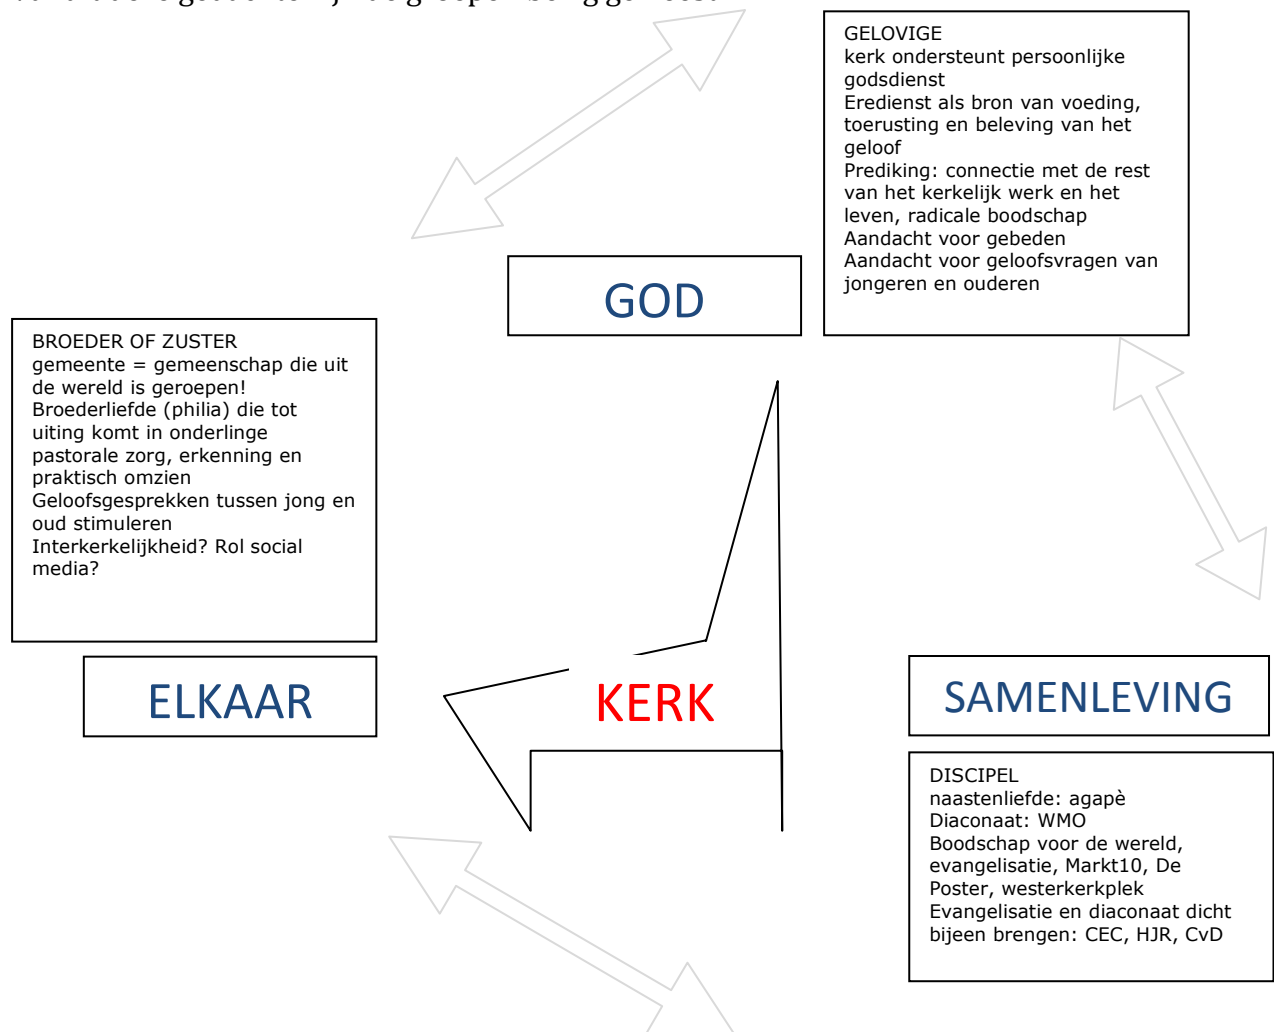 GELOVIGE
kerk ondersteunt persoonlijke
godsdienst
Eredienst als bron van voeding,
toerusting en beleving van het
geloof
Prediking: connectie met de rest
van het kerkelijk werk en het
leven, radicale boodschap
Aandacht voor gebeden
Aandacht voor geloofsvragen van
jongeren en ouderen
GOD
BROEDER OF ZUSTER
gemeente = gemeenschap die uit
de wereld is geroepen!
Broederliefde (philia) die tot
uiting komt in onderlinge
pastorale zorg, erkenning en
praktisch omzien
Geloofsgesprekken tussen jong en
oud stimuleren
Interkerkelijkheid? Rol social
media?
ELKAAR
KERK
SAMENLEVING
DISCIPEL
naastenliefde: agapè
Diaconaat: WMO
Boodschap voor de wereld,
evangelisatie, Markt10, De
Poster, westerkerkplek
Evangelisatie en diaconaat dicht
bijeen brengen: CEC, HJR, CvD